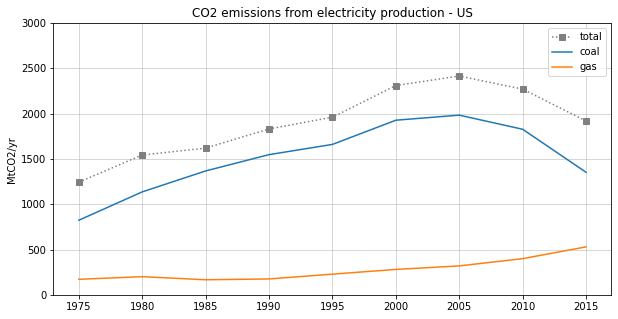 CO2 emissions from electricity production - US
MtCO2/yr
3000
2500
2000
1500
1000
500
0
total
coal
gas
1975 1980 1985 1990 1995 2000 2005 2010 2015